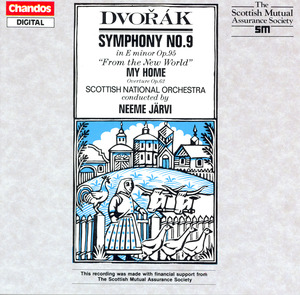 Chandos
DIGITAL
DVOŘÁK
SYMPHONY NO.9
in E minor Op.95
"From the New World"
MY HOME
Overture Op.62
SCOTTISH NATIONAL ORCHESTRA
conducted by
NEEME JÄRVI
The
Scottish Mutual
Assurance Society
SM
This recording was made with financial support from
The Scottish Mutual Assurance Society